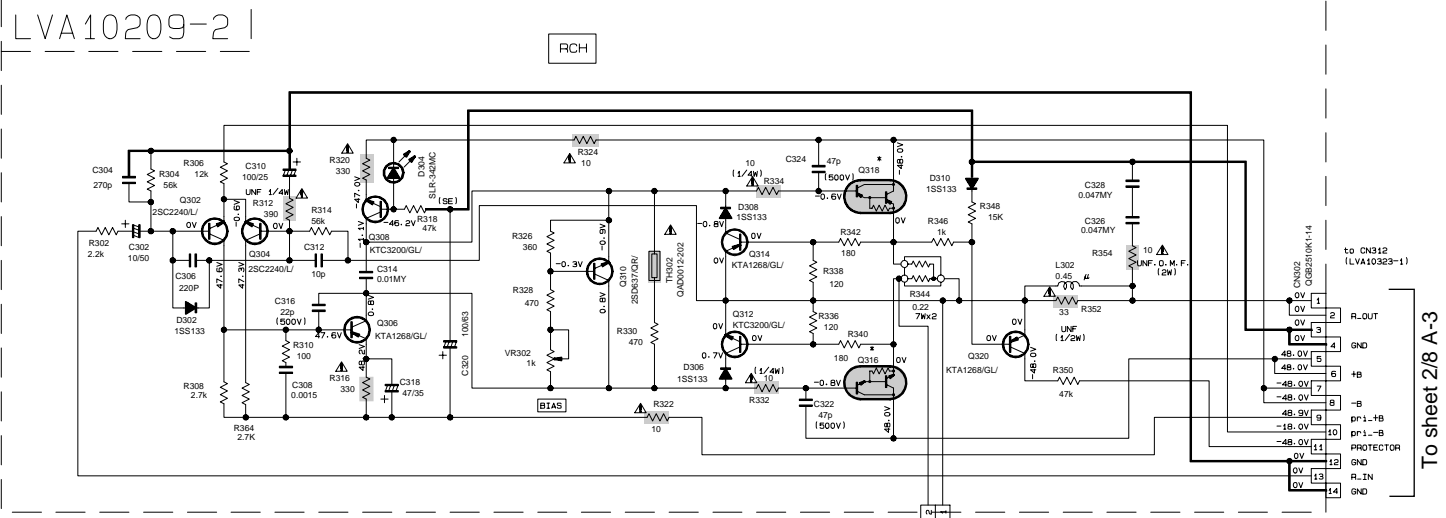 LVA10209-2
RCH
C304
270p
R304
56k
R306
12k
C310
100/25
UNF 1/4W
R312
390
R314
56k
Q302
2SC2240/L/
-0.6V
0V
0V
Q304
2SC2240/L/
R302
2.2k
C302
10/50
C306
220P
D302
1SS133
47.6V
47.3V
C312
10p
R320
330
D304
SLR-342MC
-47.0V
(SE)
R318
47k
-46.2V
-1.1V
Q308
KTC3200/GL/
C314
0.01MY
0.8V
C316
22p
(500V)
47.6V
Q306
KTA1268/GL/
R310
100
C308
0.0015
48.2V
R316
330
C318
47/35
R308
2.7k
R364
2.7K
C320
100/63
R324
10
R326
360
-0.9V
-0.3V
Q310
2SD637/QR/
0.8V
R328
470
VR302
1k
BIAS
TH302
QAD0012-202
R330
470
R322
10
10
(1/4W)
R334
D308
1SS133
-0.8V
Q314
KTA1268/GL/
Q312
KTC3200/GL/
0.7V
D306
1SS133
(1/4W)
10
R332
C324
47p
(500V)
-0.6V
*
Q318
-48.0V
0V
R342
180
R338
120
R336
120
R340
180
*
Q316
0V
-0.8V
C322
47p
(500V)
48.0V
R346
1k
R344
0.22
7Wx2
D310
1SS133
R348
15K
Q320
KTA1268/GL/
0V
-48.0V
R350
47k
L302
0.45 μ
33
R352
UNF
(1/2W)
C328
0.047MY
C326
0.047MY
R354
10
UNF.O.M.F.
(2W)
CN302
QGB2510K1-14
to CN312
(LVA10323-1)
0V 1
0V 2 R_OUT
0V 3
0V 4 GND
48.0V 5
48.0V 6 +B
-48.0V 7
-48.0V 8 -B
48.9V 9 pri_+B
-18.0V 10 pri_-B
-48.0V 11 PROTECTOR
0V 12 GND
0V 13 R_IN
0V 14 GND
To sheet 2/8 A-3
2 1